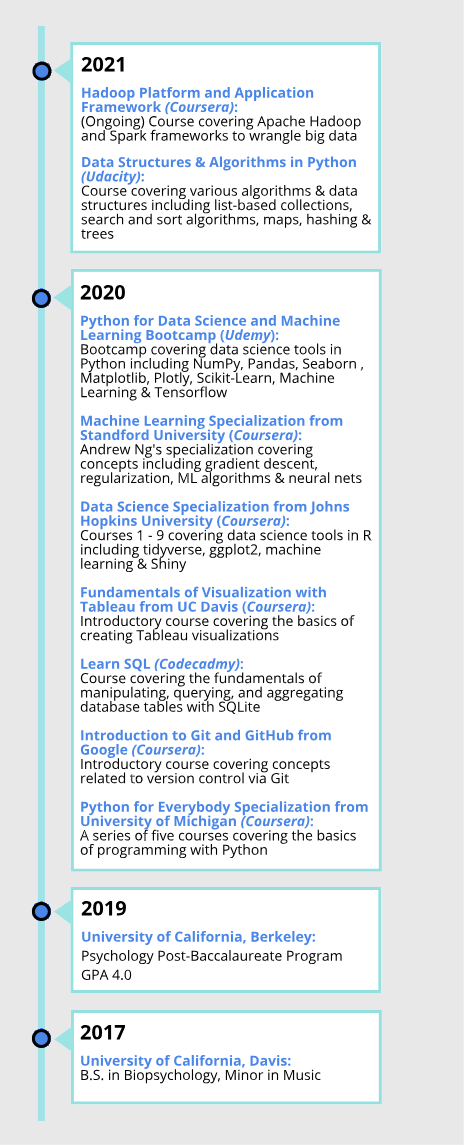 2021
Hadoop Platform and Application
Framework (Coursera):
(Ongoing) Course covering Apache Hadoop
and Spark frameworks to wrangle big data
Data Structures & Algorithms in Python
(Udacity):
Course covering various algorithms & data
structures including list-based collections,
search and sort algorithms, maps, hashing &
trees
2020
Python for Data Science and Machine
Learning Bootcamp (Udemy):
Bootcamp covering data science tools in
Python including NumPy, Pandas, Seaborn ,
Matplotlib, Plotly, Scikit-Learn, Machine
Learning & Tensorflow
Machine Learning Specialization from
Standford University (Coursera):
Andrew Ng's specialization covering
concepts including gradient descent,
regularization, ML algorithms & neural nets
Data Science Specialization from Johns
Hopkins University (Coursera):
Courses 1 - 9 covering data science tools in R
including tidyverse, ggplot2, machine
learning & Shiny
Fundamentals of Visualization with
Tableau from UC Davis (Coursera):
Introductory course covering the basics of
creating Tableau visualizations
Learn SQL (Codecadmy):
Course covering the fundamentals of
manipulating, querying, and aggregating
database tables with SQLite
Introduction to Git and GitHub from
Google (Coursera):
Introductory course covering concepts
related to version control via Git
Python for Everybody Specialization from
University of Michigan (Coursera):
A series of five courses covering the basics
of programming with Python
2019
University of California, Berkeley:
Psychology Post-Baccalaureate Program
GPA 4.0
2017
University of California, Davis:
B.S. in Biopsychology, Minor in Music